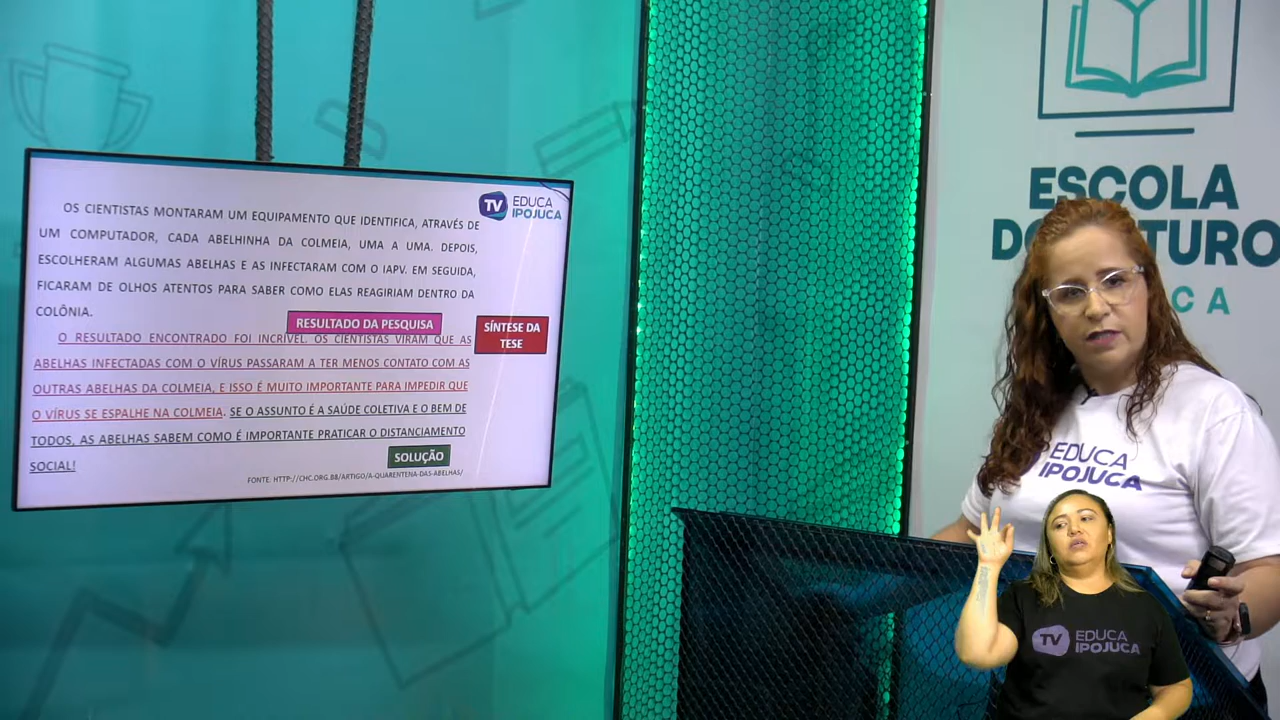 OS CIENTISTAS MONTARAM UM EQUIPAMENTO QUE IDENTIFICA, ATRAVÉS DE
UM COMPUTADOR, CADA ABELHINHA DA COLMEIA, UMA A UMA. DEPOIS,
ESCOLHERAM ALGUMAS ABELHAS E AS INFECTARAM COM O IAPV. EM SEGUIDA,
FICARAM DE OLHOS ATENTOS PARA SABER COMO ELAS REAGIRIAM DENTRO DA
COLÔNIA.
RESULTADO DA PESQUISA
O RESULTADO ENCONTRADO FOI INCRÍVEL. OS CIENTISTAS VIRAM QUE AS
ABELHAS INFECTADAS COM O VÍRUS PASSARAM A TER MENOS CONTATO COM AS
OUTRAS ABELHAS DA COLMEIA, E ISSO É MUITO IMPORTANTE PARA IMPEDIR QUE
O VÍRUS SE ESPALHE NA COLMEIA. SE O ASSUNTO É A SAÚDE COLETIVA E O BEM DE
TODOS, AS ABELHAS SABEM COMO É IMPORTANTE PRATICAR O DISTANCIAMENTO
SOCIAL!
SOLUÇÃO
FONTE: HTTP://CHC.ORG.BR/ARTIGO/A-QUARENTENA-DAS-ABELHAS/
SÍNTESE DA
TESE
TV EDUCA
IPOJUCA
ESCOLA
EDUCA
IPOJUCA
TV EDUCA
IPOJUCA